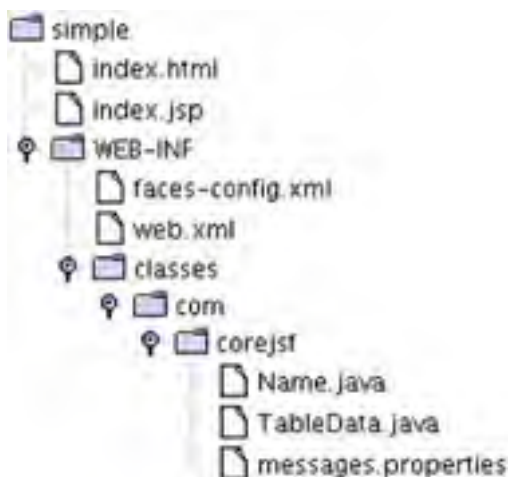 simple
index.html
index.jsp
WEB-INF
faces-config.xml
web.xml
classes
com
corejsf
Name.java
TableData.java
messages.properties